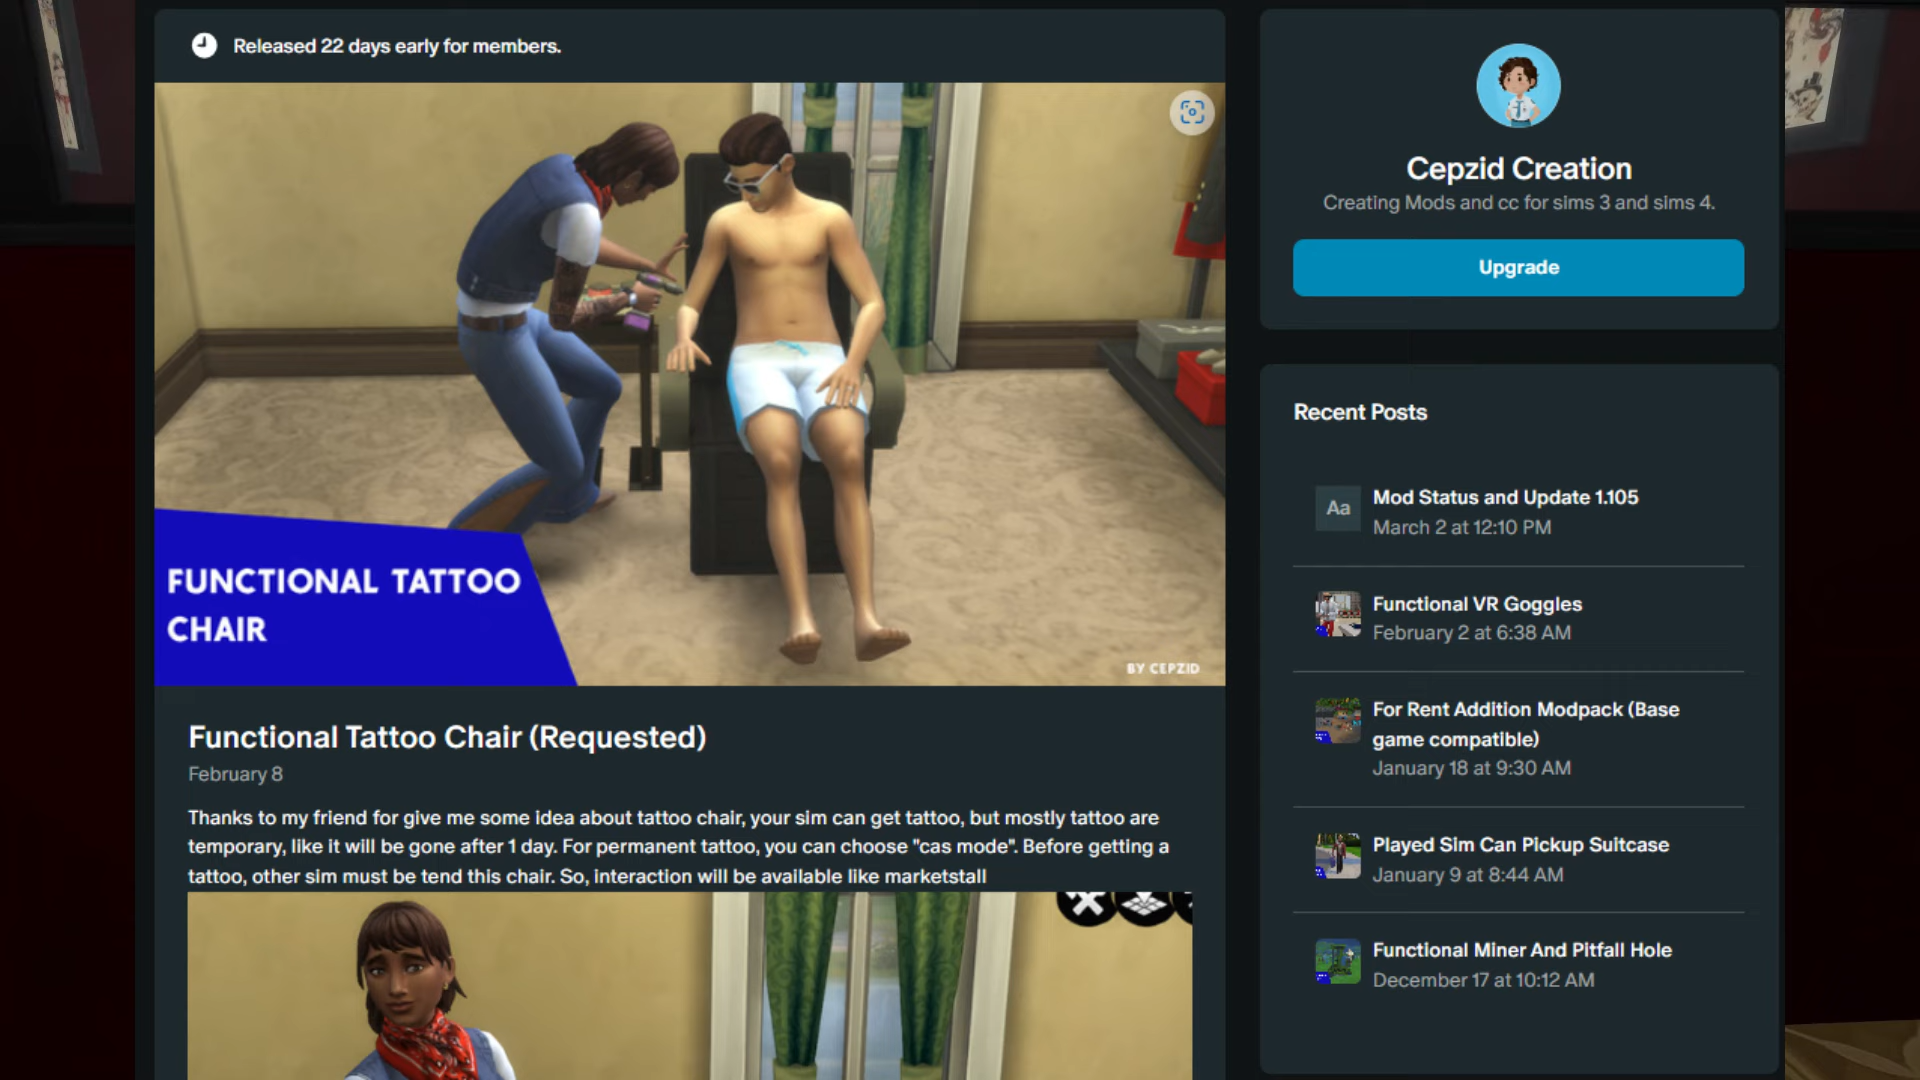 Released 22 days early for members.
FUNCTIONAL TATTOO
CHAIR
BY CEPZID
Functional Tattoo Chair (Requested)
February 8
Thanks to my friend for give me some idea about tattoo chair, your sim can get tattoo, but mostly tattoo are
temporary, like it will be gone after 1 day. For permanent tattoo, you can choose "cas mode". Before getting a
tattoo, other sim must be tend this chair. So, interaction will be available like marketstall
Cepzid Creation
Creating Mods and cc for sims 3 and sims 4.
Upgrade
Recent Posts
Aa
Mod Status and Update 1.105
March 2 at 12:10 PM
Functional VR Goggles
February 2 at 6:38 AM
For Rent Addition Modpack (Base
game compatible)
January 18 at 9:30 AM
Played Sim Can Pickup Suitcase
January 9 at 8:44 AM
Functional Miner And Pitfall Hole
December 17 at 10:12 AM